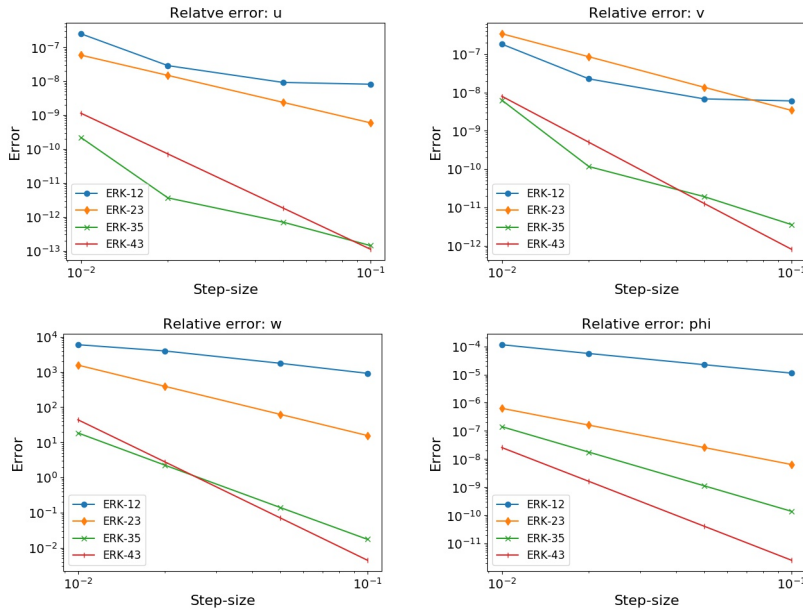 Relative error: u
10^{-7}
10^{-8}
10^{-9}
10^{-10}
10^{-11}
10^{-12}
10^{-13}
Error
ERK-12
ERK-23
ERK-35
ERK-43
10^{-2}
10^{-1}
Step-size
Relative error: v
10^{-7}
10^{-8}
10^{-9}
10^{-10}
10^{-11}
10^{-12}
Error
ERK-12
ERK-23
ERK-35
ERK-43
10^{-2}
10^{-1}
Step-size
Relative error: w
10^{4}
10^{3}
10^{2}
10^{1}
10^{0}
10^{-1}
10^{-2}
Error
ERK-12
ERK-23
ERK-35
ERK-43
10^{-2}
10^{-1}
Step-size
Relative error: phi
10^{-4}
10^{-5}
10^{-6}
10^{-7}
10^{-8}
10^{-9}
10^{-10}
10^{-11}
Error
ERK-12
ERK-23
ERK-35
ERK-43
10^{-2}
10^{-1}
Step-size